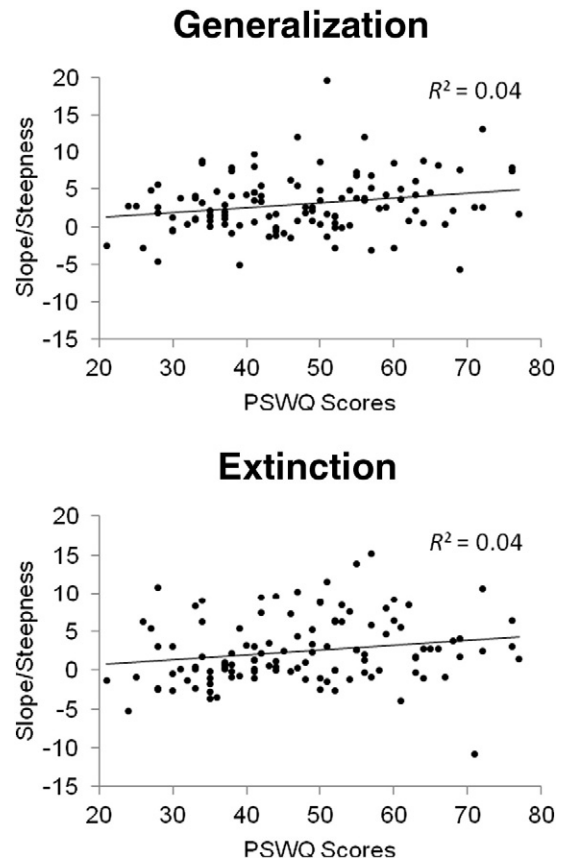 Generalization
R² = 0.04
20
15
10
5
0
-5
-10
-15
Slope/Steepness
20 30 40 50 60 70 80
PSWQ Scores
Extinction
R² = 0.04
20
15
10
5
0
-5
-10
-15
Slope/Steepness
20 30 40 50 60 70 80
PSWQ Scores